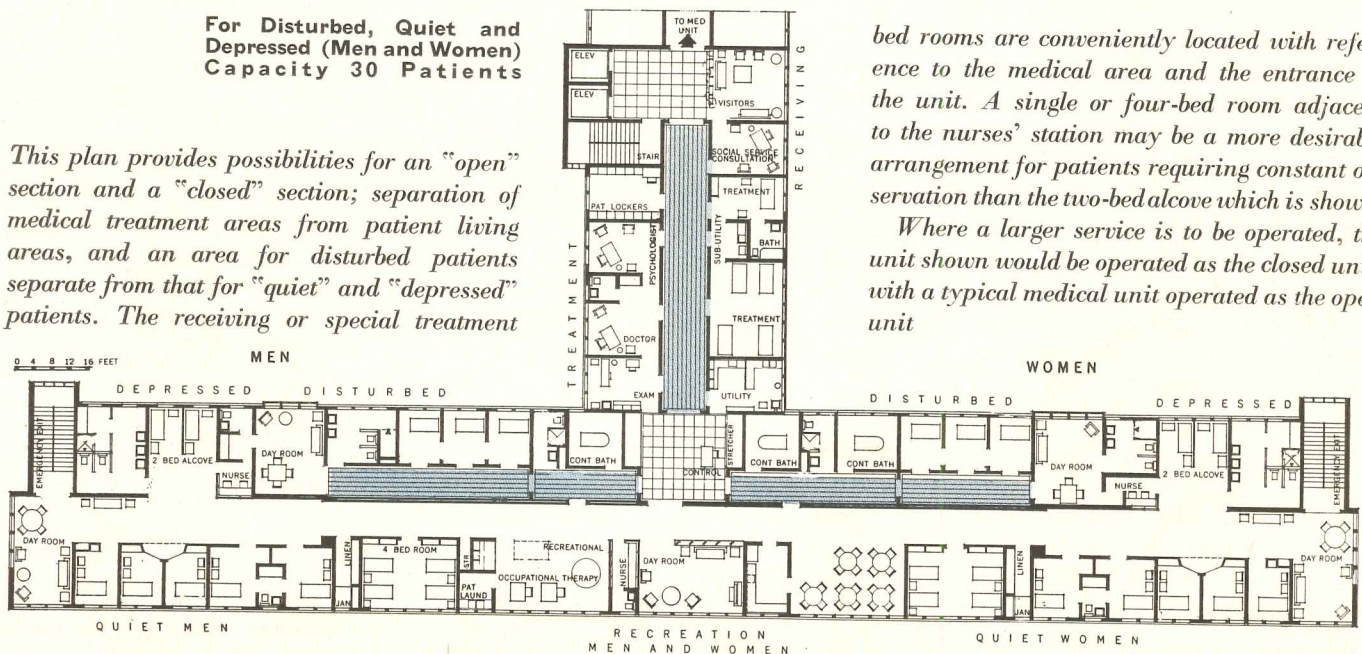 For Disturbed, Quiet and
Depressed (Men and Women)
Capacity 30 Patients
This plan provides possibilities for an "open"
section and a "closed" section; separation of
medical treatment areas from patient living
areas, and an area for disturbed patients
separate from that for "quiet" and "depressed"
patients. The receiving or special treatment
bed rooms are conveniently located with refe
ence to the medical area and the entrance
the unit. A single or four-bed room adjace
to the nurses' station may be a more desirab
arrangement for patients requiring constant o
servation than the two-bed alcove which is show
Where a larger service is to be operated, t
unit shown would be operated as the closed uni
with a typical medical unit operated as the ope
unit
TO MED
UNIT
ELEV
ELEV
VISITORS
RECEIVING
STAIR
SOCIAL SERVICE
CONSULTATION
PAT LOCKERS
TREATMENT
SUB-UTILITY
BATH
PSYCHOLOGIST
TREATMENT
TREATMENT
DOCTOR
EXAM
UTILITY
0 4 8 12 16 FEET
MEN
WOMEN
DEPRESSED
DISTURBED
DISTURBED
DEPRESSED
EMERGENCY EXIT
2 BED ALCOVE
NURSE
DAY ROOM
CONT BATH
CONTROL
STRETCHER
CONT BATH
CONT BATH
DAY ROOM
NURSE
2 BED ALCOVE
EMERGENCY EXIT
DAY ROOM
LINEN
JAN
4 BED ROOM
STR
PAT
LAUND
RECREATIONAL
OCCUPATIONAL THERAPY
NURSE
DAY ROOM
LINEN
JAN
DAY ROOM
QUIET MEN
RECREATION
MEN AND WOMEN
QUIET WOMEN